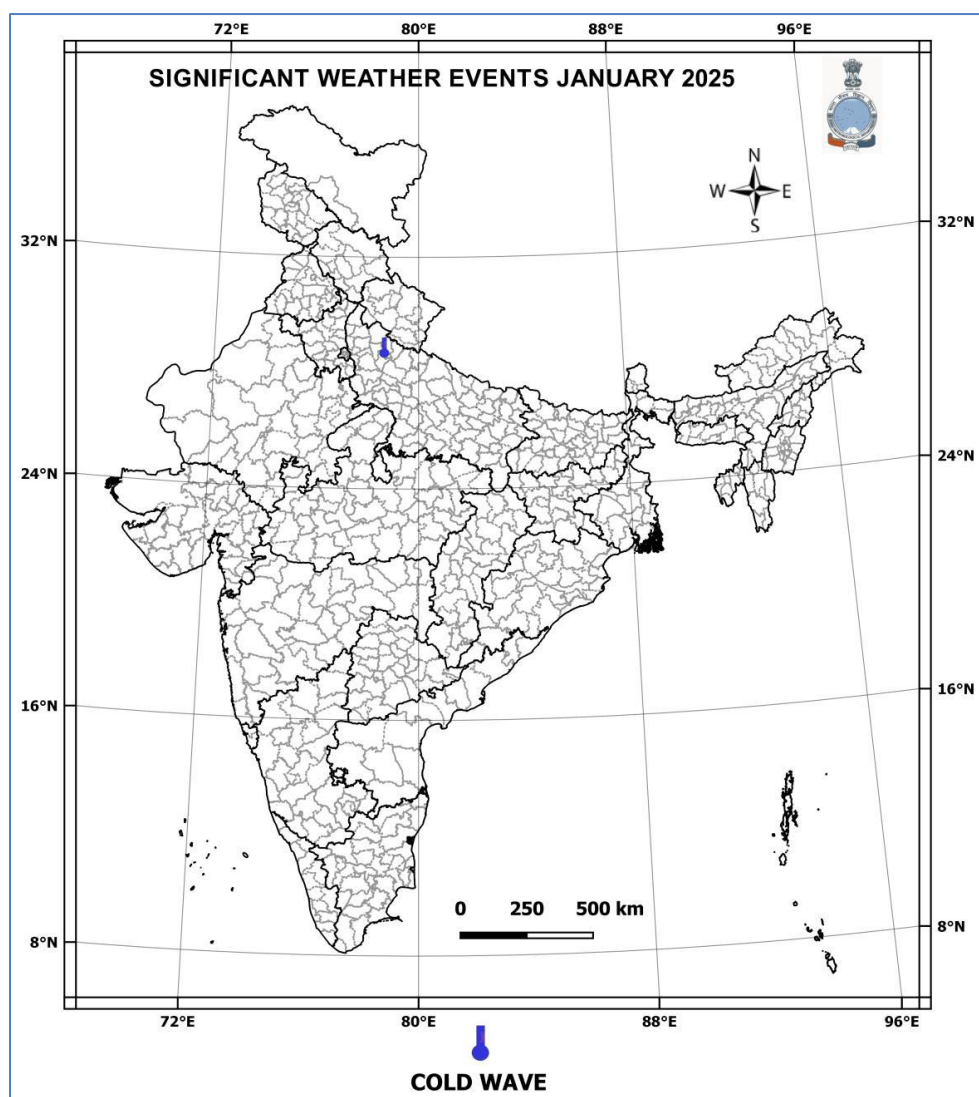 72°E 80°E 88°E 96°E
SIGNIFICANT WEATHER EVENTS JANUARY 2025
N
W E
S
32°N 32°N
24°N 24°N
16°N 16°N
0 250 500 km
8°N 8°N
72°E 80°E 88°E 96°E
COLD WAVE